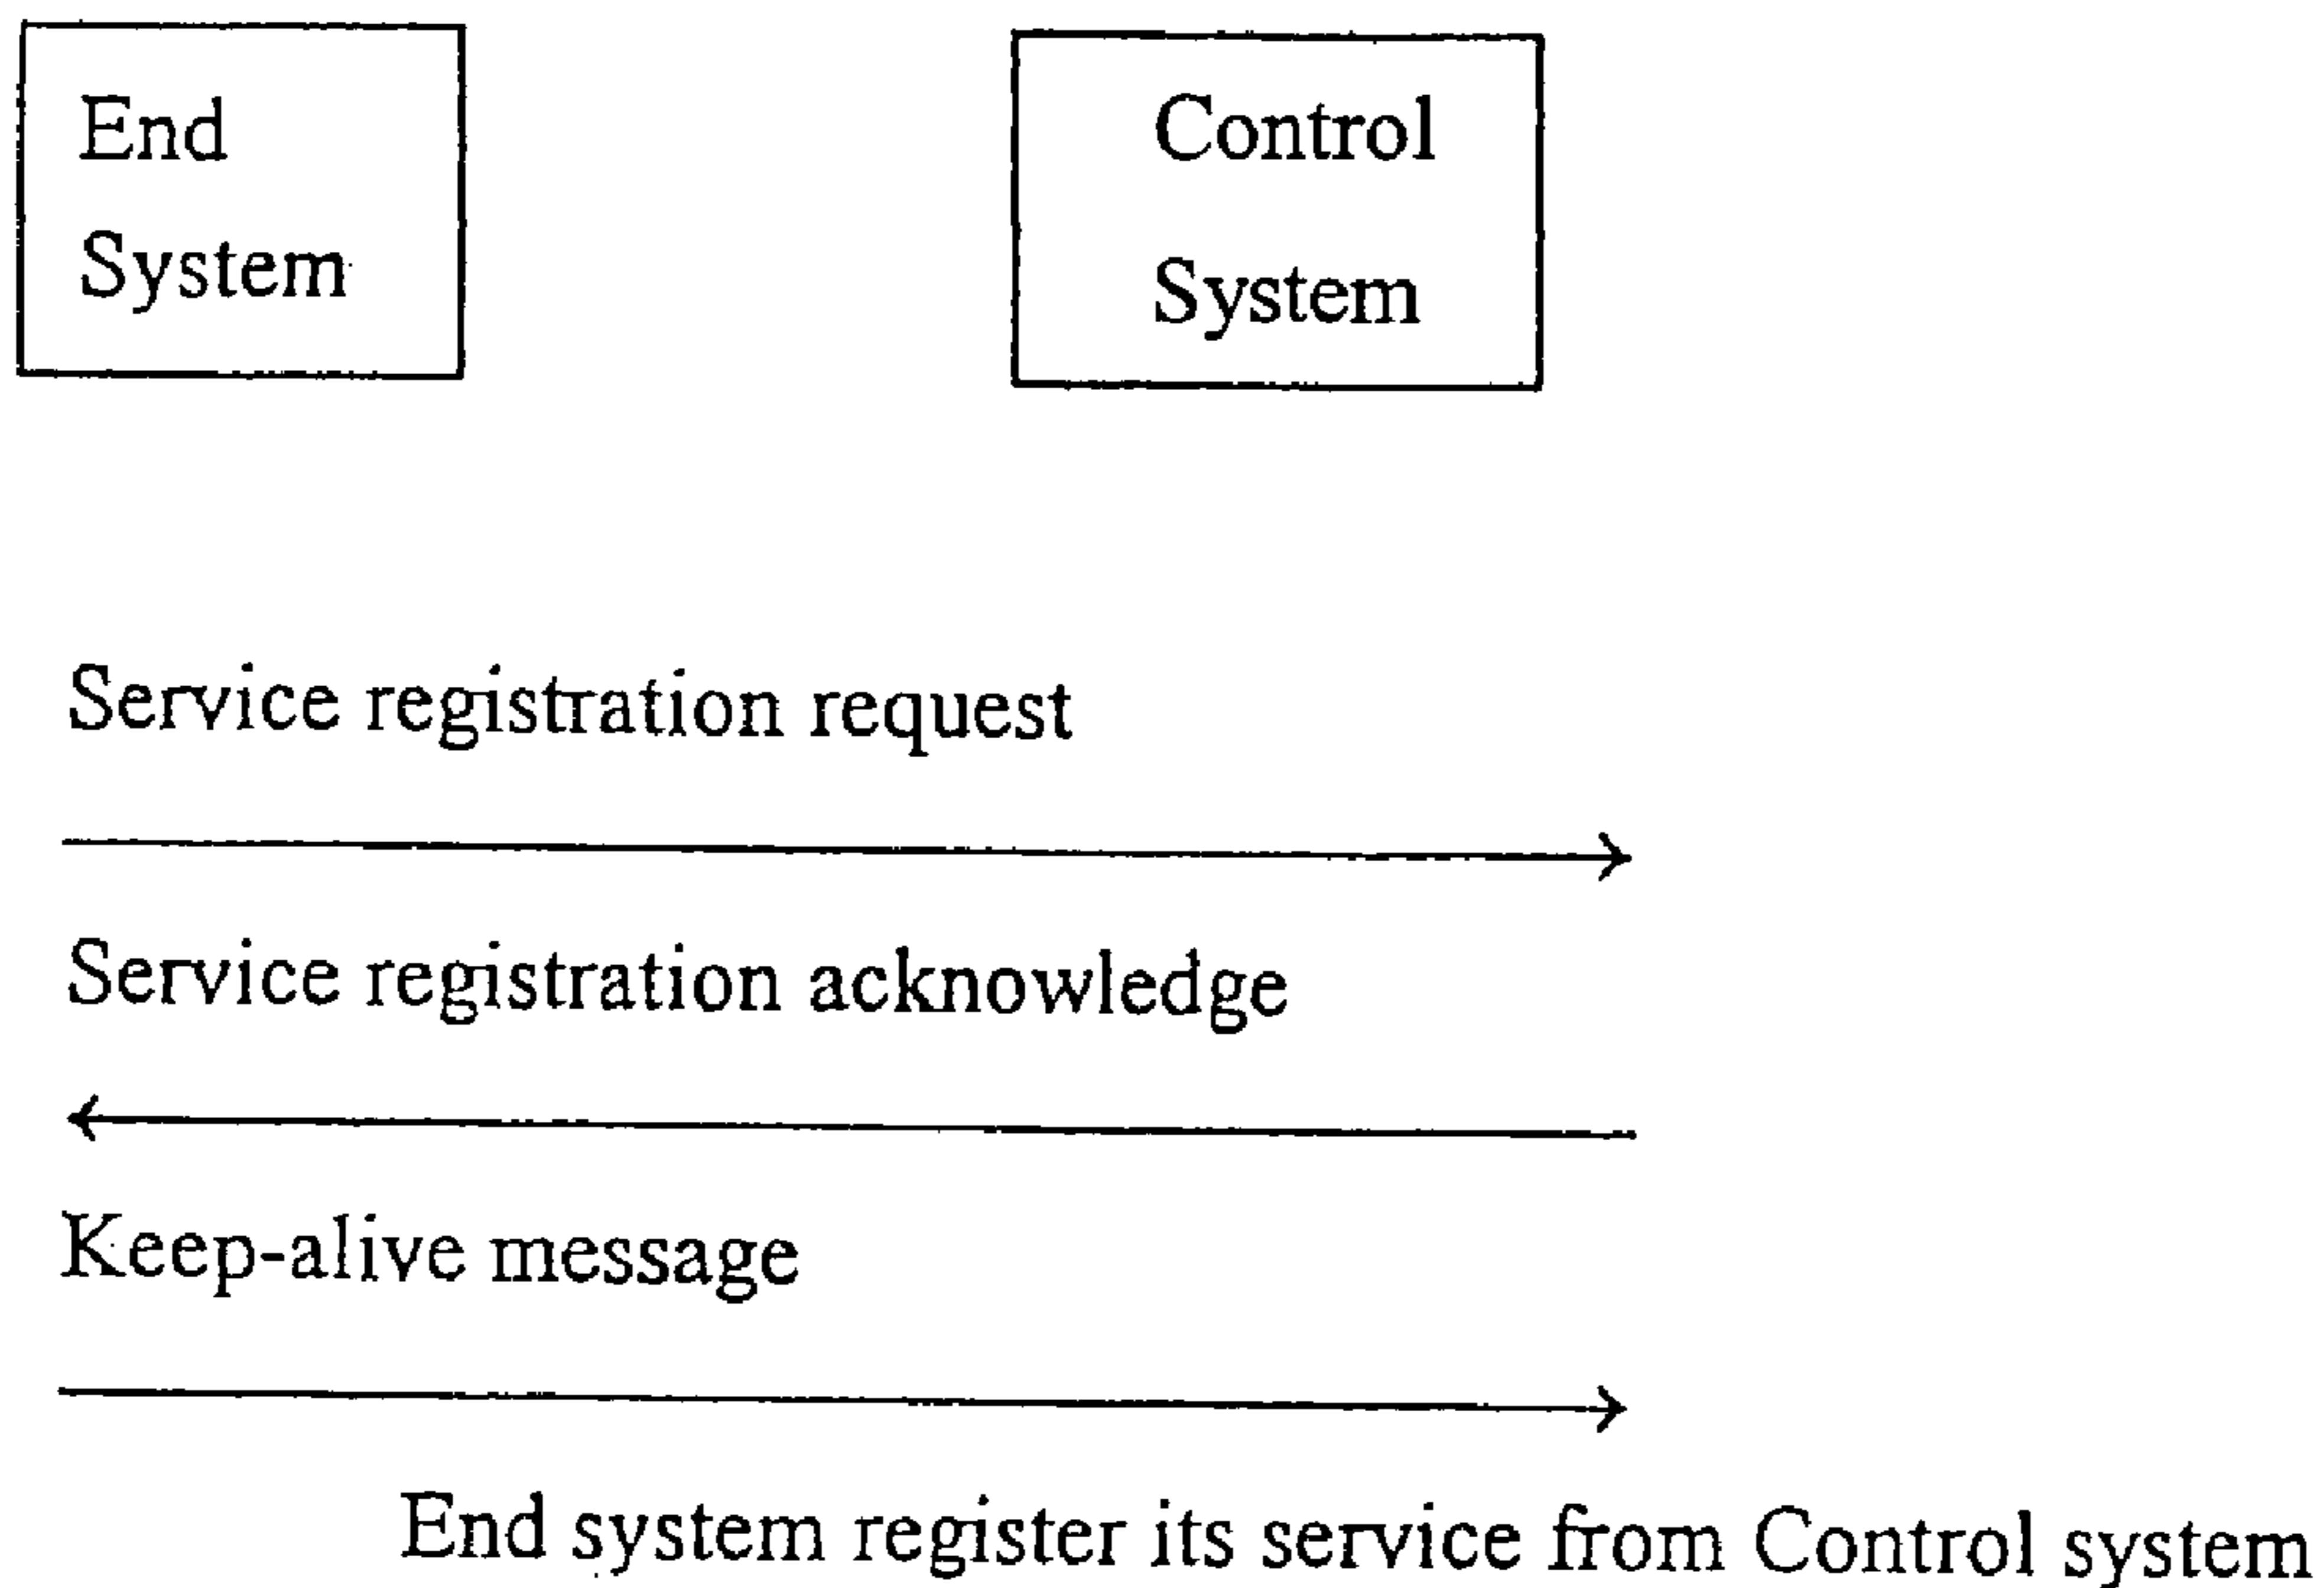 End
System
Control
System
Service registration request
Service registration acknowledge
Keep-alive message
End system register its service from Control system